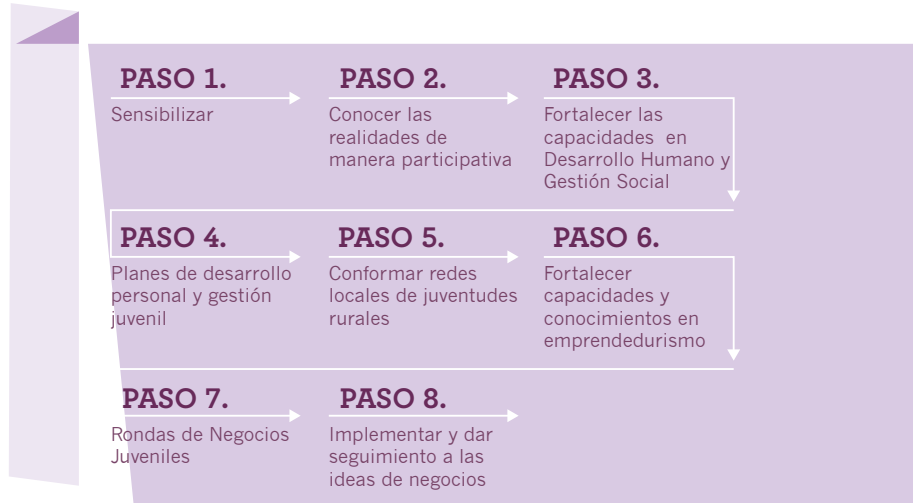 PASO 1.
Sensibilizar
PASO 2.
Conocer las
realidades de
manera participativa
PASO 3.
Fortalecer las
capacidades  en
Desarrollo Humano y
Gestión Social
PASO 4.
Planes de desarrollo
personal y gestión
juvenil
PASO 5.
Conformar redes
locales de juventudes
rurales
PASO 6.
Fortalecer
capacidades y
conocimientos en
emprendedurismo
PASO 7.
Rondas de Negocios
Juveniles
PASO 8.
Implementar y dar
seguimiento a las
ideas de negocios